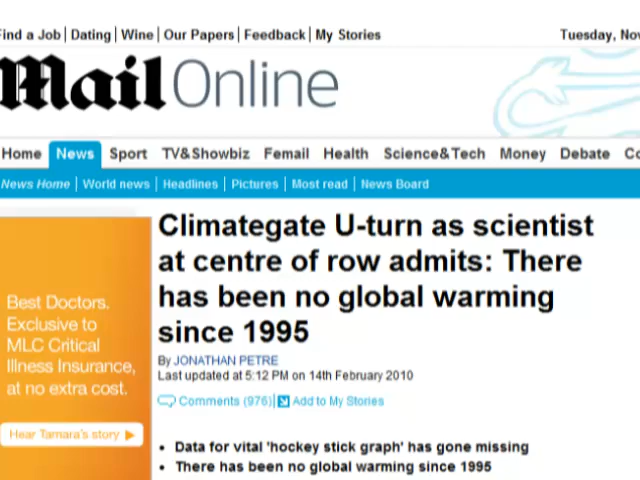 Find a Job | Dating | Wine | Our Papers | Feedback | My Stories
Tuesday, Nov
Mail Online
Home News Sport TV&Showbiz Femail Health Science&Tech Money Debate Co
News Home | World news | Headlines | Pictures | Most read | News Board
Climategate U-turn as scientist
at centre of row admits: There
has been no global warming
since 1995
By JONATHAN PETRE
Last updated at 5:12 PM on 14th February 2010
Comments (976) | Add to My Stories
Best Doctors.
Exclusive to
MLC Critical
Illness Insurance,
at no extra cost.
Hear Tamara's story
• Data for vital 'hockey stick graph' has gone missing
• There has been no global warming since 1995